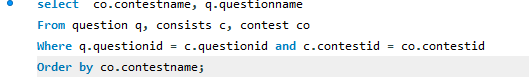 select  co.contestname, q.questionname
From question q, consists c, contest co
Where q.questionid = c.questionid and c.contestid = co.contestid
Order by co.contestname;